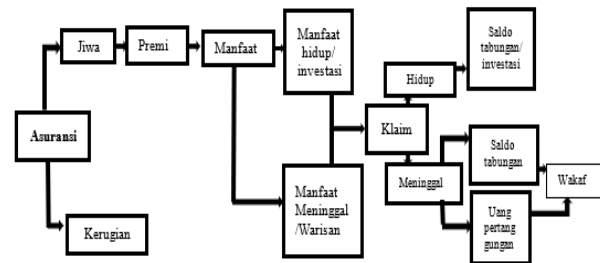 Asuransi
Jiwa
Premi
Manfaat
Manfaat
hidup/
investasi
Manfaat
Meninggal
/Warisan
Kerugian
Klaim
Hidup
Saldo
tabungan/
investasi
Meninggal
Saldo
tabungan
Uang
pertang
gungan
Wakaf